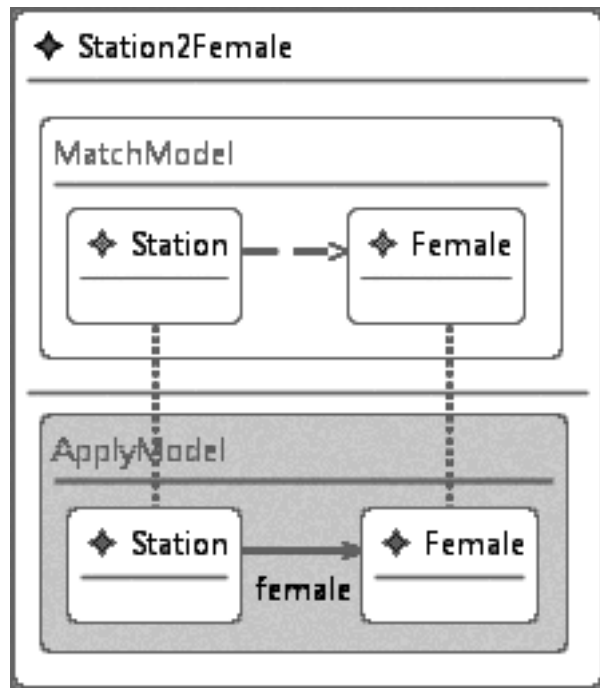 Station2Female
MatchModel
Station
Female
ApplyModel
Station
Female
female